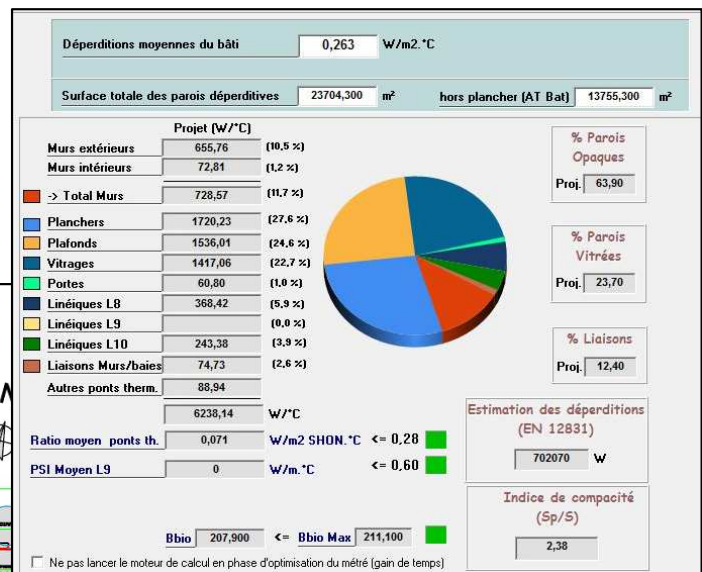 Déperditions moyennes du bâti 0,263 W/m2.°C
Surface totale des parois déperditives 23704,300 m² hors plancher (AT Bat) 13755,300 m²
Projet (W/°C)
Murs extérieurs 655,76 (10,5 %)
Murs intérieurs 72,81 (1,2 %)
-> Total Murs 728,57 (11,7 %)
Planchers 1720,23 (27,6 %)
Plafonds 1536,01 (24,6 %)
Vitrages 1417,06 (22,7 %)
Portes 60,80 (1,0 %)
Linéiques L8 368,42 (5,9 %)
Linéiques L9 (0,0 %)
Linéiques L10 243,38 (3,9 %)
Liaisons Murs/baies 74,73 (2,6 %)
Autres ponts therm. 88,94
6238,14 W/°C
Ratio moyen ponts th. 0,071 W/m2 SHON.°C <= 0,28
PSI Moyen L9 0 W/m.°C <= 0,60
Bbio 207,900 <= Bbio Max 211,100
Ne pas lancer le moteur de calcul en phase d'optimisation du métré (gain de temps)
% Parois
Opaques
Proj. 63,90
% Parois
Vitrées
Proj. 23,70
% Liaisons
Proj. 12,40
Estimation des déperditions
(EN 12831)
702070 W
Indice de compacité
(Sp/S)
2,38